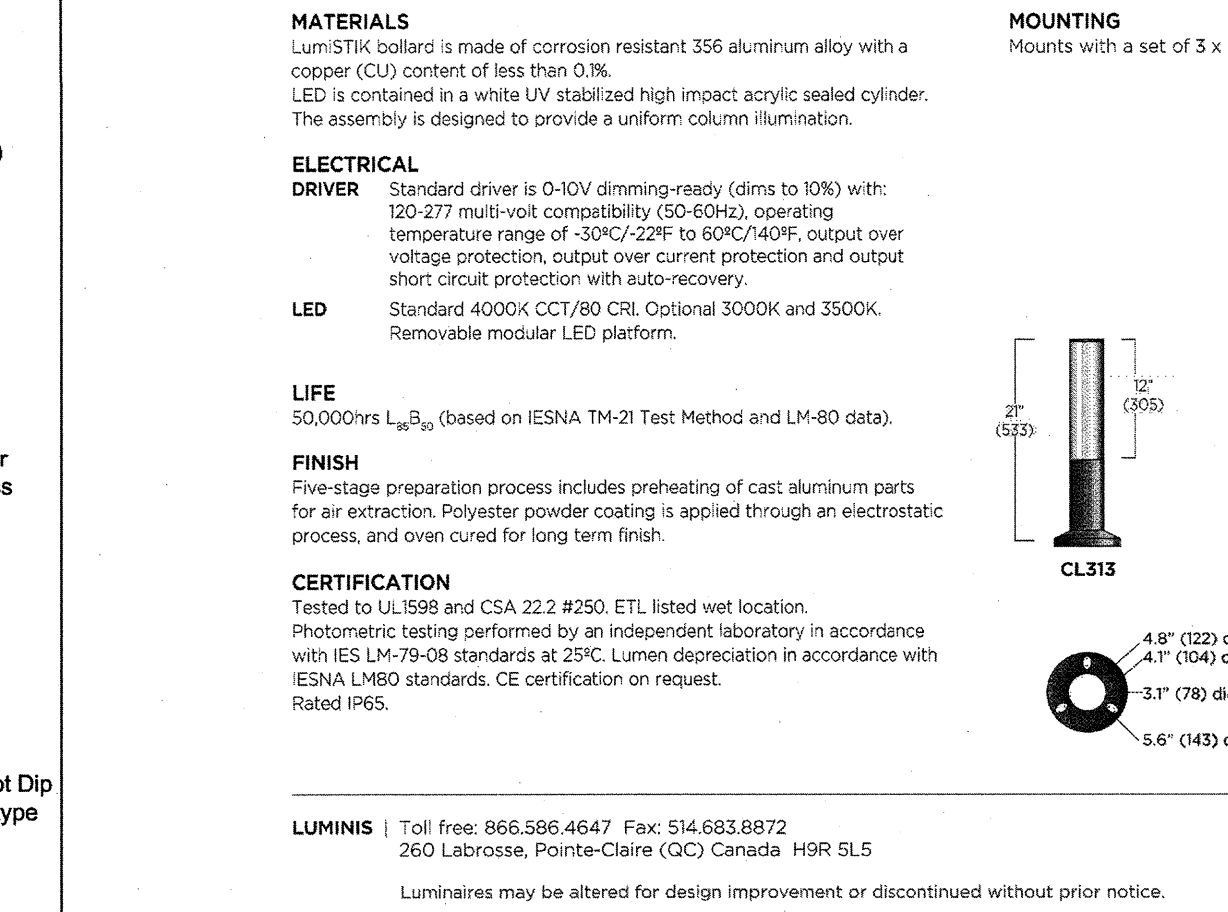 MATERIALS
LumiSTIK bollard is made of corrosion resistant 356 aluminum alloy with a
copper (CU) content of less than 0.1%.
LED is contained in a white UV stabilized high impact acrylic sealed cylinder.
The assembly is designed to provide a uniform column illumination.
ELECTRICAL
DRIVER Standard driver is 0-10V dimming-ready (dims to 10%) with:
120-277 multi-volt compatibility (50-60Hz), operating
temperature range of -30ºC/-22ºF to 60ºC/140ºF, output over
voltage protection, output over current protection and output
short circuit protection with auto-recovery.
LED Standard 4000K CCT/80 CRI. Optional 3000K and 3500K.
Removable modular LED platform.
LIFE
50,000hrs L85B50 (based on IESNA TM-21 Test Method and LM-80 data).
FINISH
Five-stage preparation process includes preheating of cast aluminum parts
for air extraction. Polyester powder coating is applied through an electrostatic
process, and oven cured for long term finish.
CERTIFICATION
Tested to UL1598 and CSA 22.2 #250. ETL listed wet location.
Photometric testing performed by an independent laboratory in accordance
with IES LM-79-08 standards at 25ºC. Lumen depreciation in accordance with
IESNA LM80 standards. CE certification on request.
Rated IP65.
MOUNTING
Mounts with a set of 3 x
12"
(305)
21"
(533)
CL313
4.8" (122)
4.1" (104)
3.1" (78)
5.6" (143)
Dip
LUMINIS | Toll free: 866.586.4647 Fax: 514.683.8872
260 Labrosse, Pointe-Claire (QC) Canada H9R 5L5
Luminaires may be altered for design improvement or discontinued without prior notice.